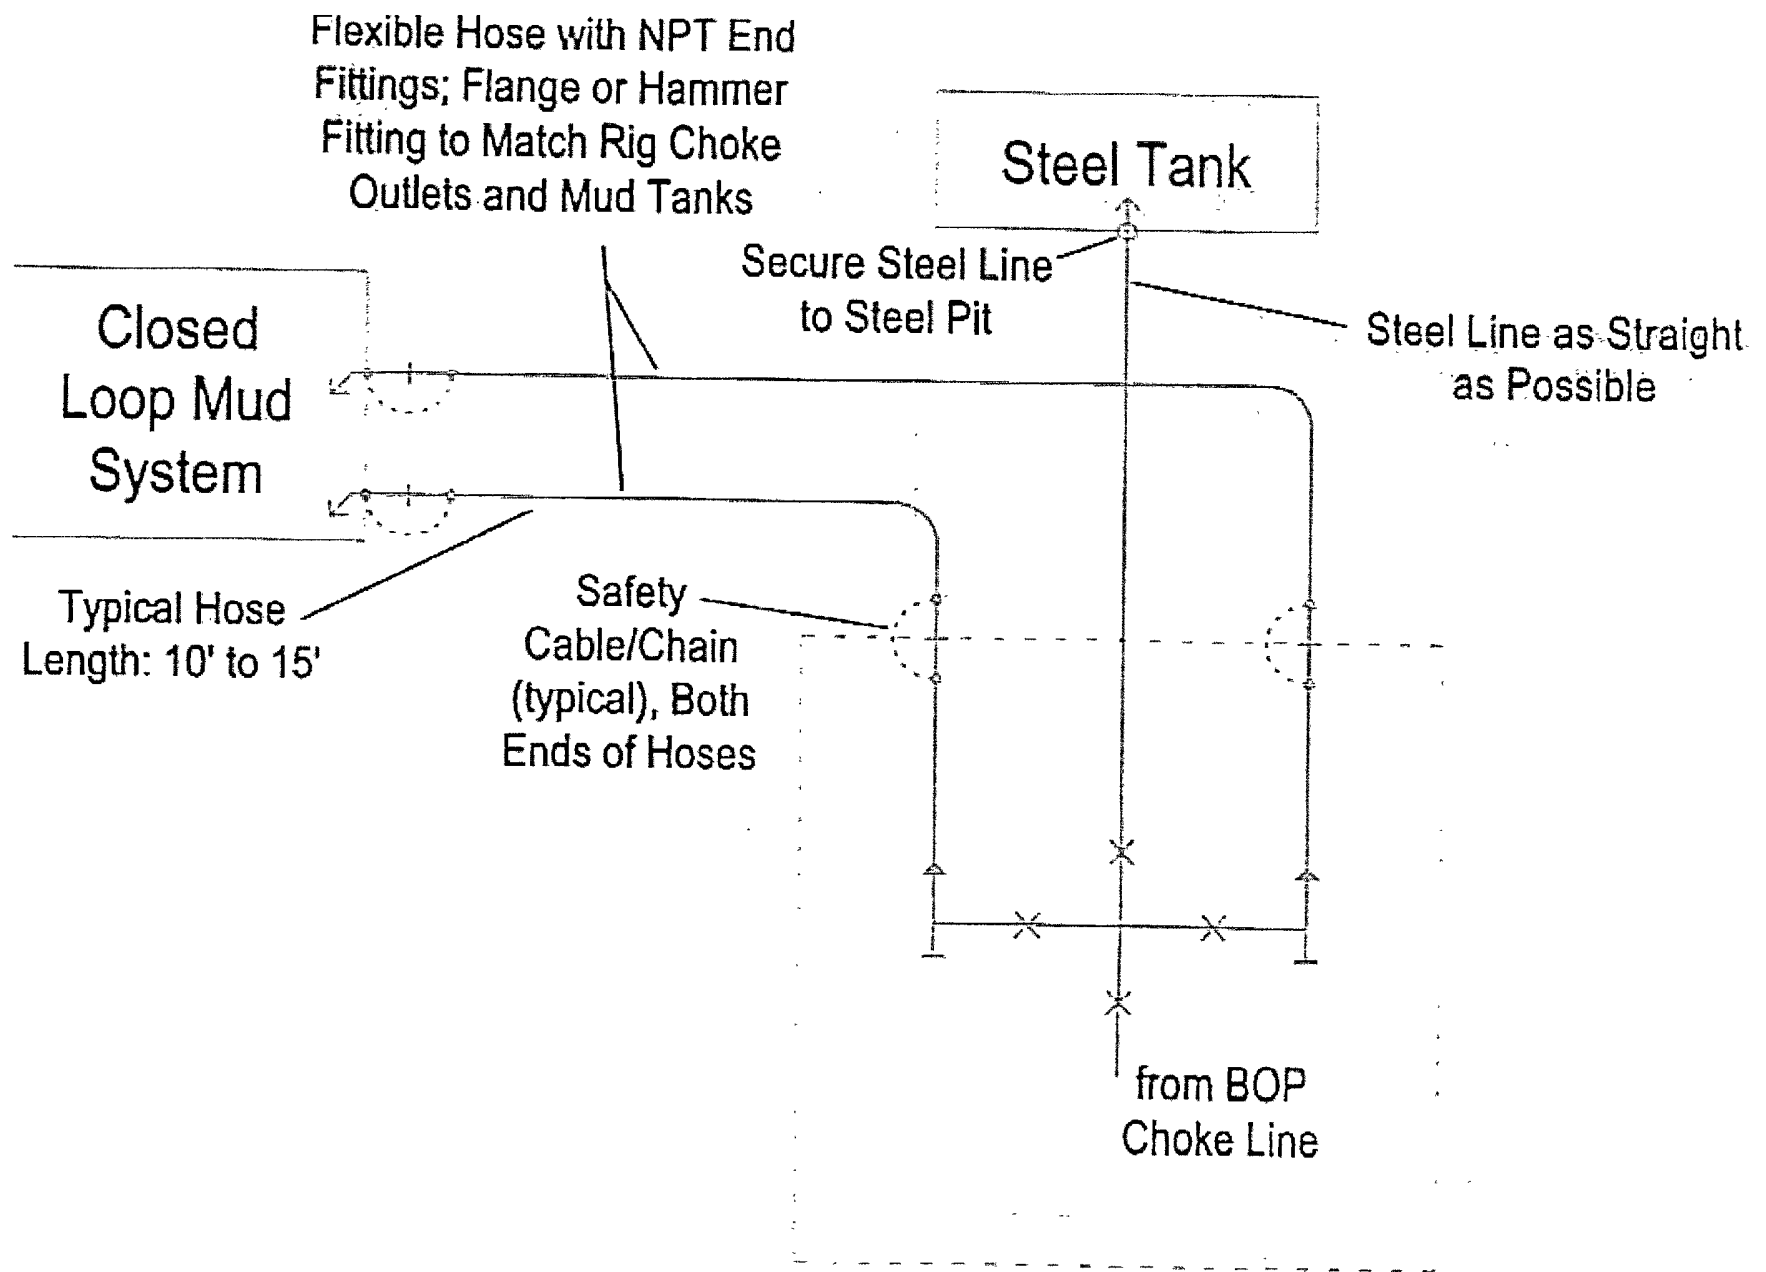 Flexible Hose with NPT End
Fittings; Flange or Hammer
Fitting to Match Rig Choke
Outlets and Mud Tanks
Steel Tank
Secure Steel Line
to Steel Pit
Steel Line as Straight
as Possible
Closed
Loop Mud
System
Typical Hose
Length: 10' to 15'
Safety
Cable/Chain
(typical), Both
Ends of Hoses
from BOP
Choke Line